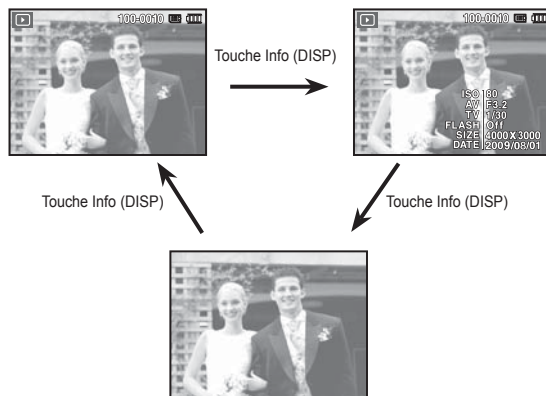 100-0010
100-0010
Touche Info (DISP)
ISO 80
AV F3.2
TV 1/30
FLASH Off
SIZE 4000X3000
DATE 2009/08/01
Touche Info (DISP)
Touche Info (DISP)